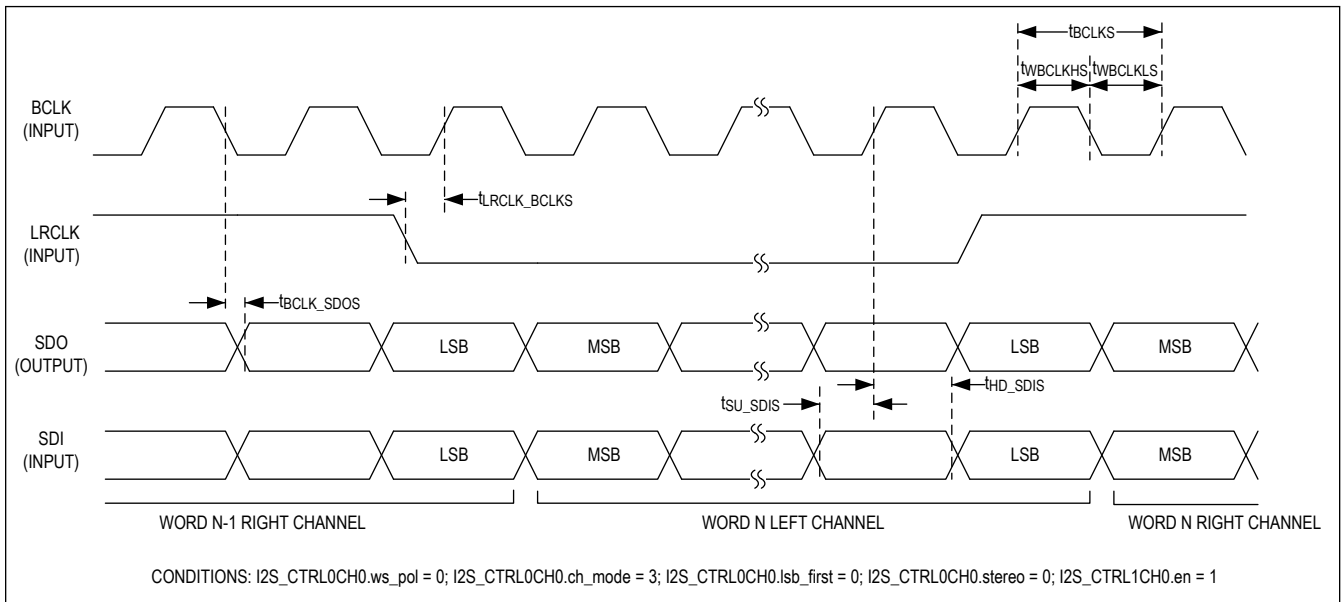 tBCLKS
tWBCLKHS tWBCLKLS
BCLK
(INPUT)
tLRCLK_BCLKS
LRCLK
(INPUT)
tBCLK_SDOS
SDO
(OUTPUT)
LSB MSB LSB MSB
tHD_SDIS
tSU_SDIS
SDI
(INPUT)
LSB MSB LSB MSB
WORD N-1 RIGHT CHANNEL WORD N LEFT CHANNEL WORD N RIGHT CHANNEL
CONDITIONS: I2S_CTRL0CH0.ws_pol = 0; I2S_CTRL0CH0.ch_mode = 3; I2S_CTRL0CH0.lsb_first = 0; I2S_CTRL0CH0.stereo = 0; I2S_CTRL1CH0.en = 1